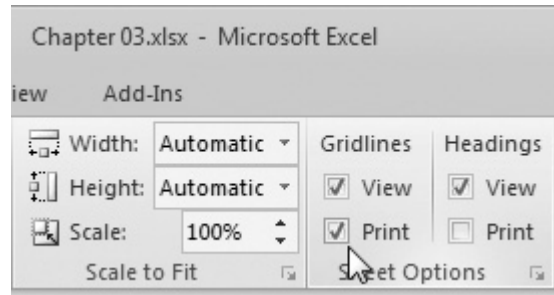 Chapter 03.xlsx - Microsoft Excel
iew Add-Ins
Width: Automatic Gridlines Headings
Height: Automatic View View
Scale: 100% Print Print
Scale to Fit Sheet Options